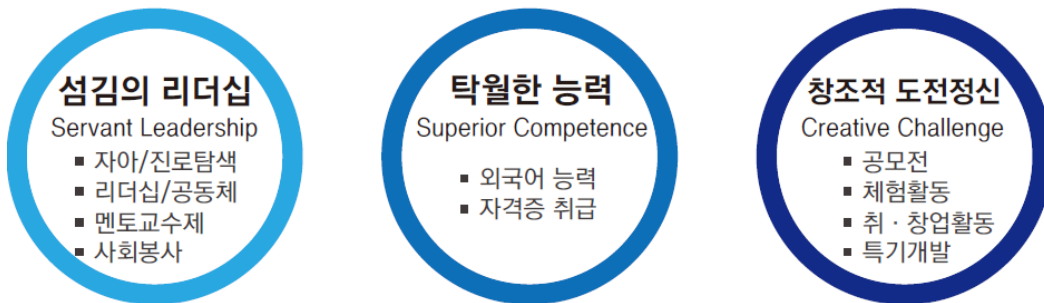 섬김의 리더십
Servant Leadership
▪ 자아/진로탐색
▪ 리더십/공동체
▪ 멘토교수제
▪ 사회봉사
탁월한 능력
Superior Competence
▪ 외국어 능력
▪ 자격증 취급
창조적 도전정신
Creative Challenge
▪ 공모전
▪ 체험활동
▪ 취 · 창업활동
▪ 특기개발